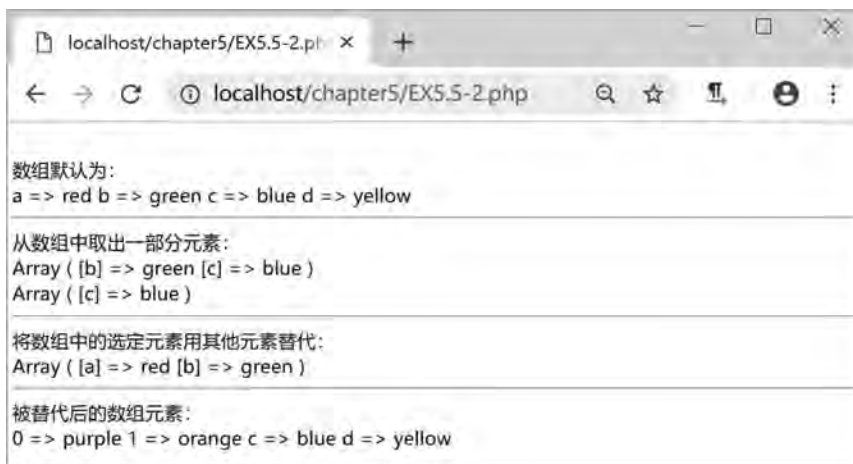 localhost/chapter5/EX5.5-2.ph
localhost/chapter5/EX5.5-2.php
数组默认为：
a => red b => green c => blue d => yellow
从数组中取出一部分元素：
Array ( [b] => green [c] => blue )
Array ( [c] => blue )
将数组中的选定元素用其他元素替代：
Array ( [a] => red [b] => green )
被替代后的数组元素：
0 => purple 1 => orange c => blue d => yellow